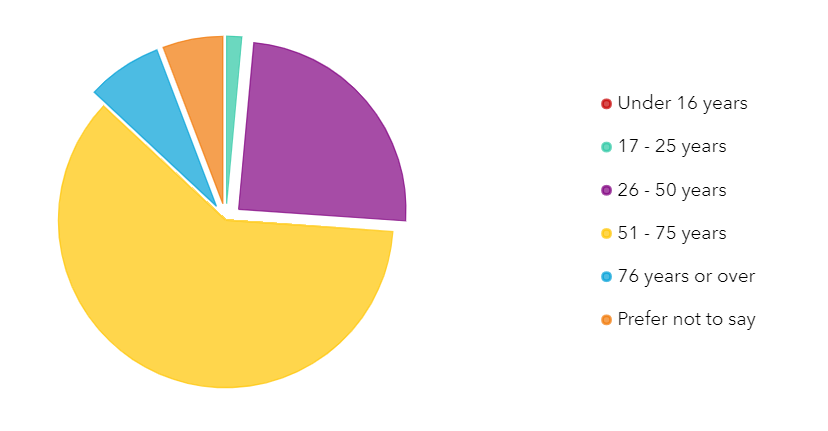 Under 16 years
17 - 25 years
26 - 50 years
51 - 75 years
76 years or over
Prefer not to say